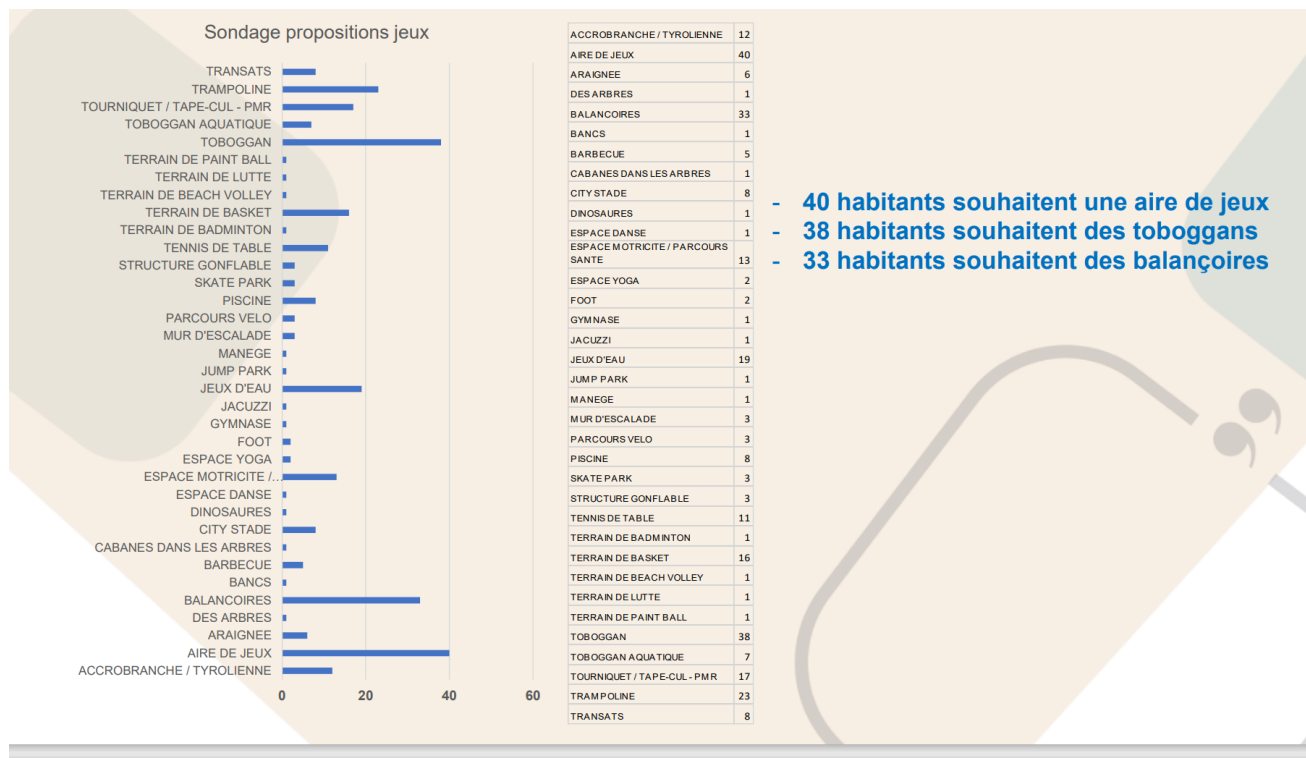 Sondage propositions jeux
TRANSATS
TRAMPOLINE
TOURNIQUET / TAPE-CUL - PMR
TOBOGGAN AQUATIQUE
TOBOGGAN
TERRAIN DE PAINT BALL
TERRAIN DE LUTTE
TERRAIN DE BEACH VOLLEY
TERRAIN DE BASKET
TERRAIN DE BADMINTON
TENNIS DE TABLE
STRUCTURE GONFLABLE
SKATE PARK
PISCINE
PARCOURS VELO
MUR D'ESCALADE
MANEGE
JUMP PARK
JEUX D'EAU
JACUZZI
GYMNASE
FOOT
ESPACE YOGA
ESPACE MOTRICITE /…
ESPACE DANSE
DINOSAURES
CITY STADE
CABANES DANS LES ARBRES
BARBECUE
BANCS
BALANCOIRES
DES ARBRES
ARAIGNEE
AIRE DE JEUX
ACCROBRANCHE / TYROLIENNE
0 20 40 60
ACCROBRANCHE / TYROLIENNE 12
AIRE DE JEUX 40
ARAIGNEE 6
DES ARBRES 1
BALANCOIRES 33
BANCS 1
BARBECUE 5
CABANES DANS LES ARBRES 1
CITY STADE 8
DINOSAURES 1
ESPACE DANSE 1
ESPACE MOTRICITE / PARCOURS
SANTE 13
ESPACE YOGA 2
FOOT 2
GYMNASE 1
JACUZZI 1
JEUX D'EAU 19
JUMP PARK 1
MANEGE 1
MUR D'ESCALADE 3
PARCOURS VELO 3
PISCINE 8
SKATE PARK 3
STRUCTURE GONFLABLE 3
TENNIS DE TABLE 11
TERRAIN DE BADMINTON 1
TERRAIN DE BASKET 16
TERRAIN DE BEACH VOLLEY 1
TERRAIN DE LUTTE 1
TERRAIN DE PAINT BALL 1
TOBOGGAN 38
TOBOGGAN AQUATIQUE 7
TOURNIQUET / TAPE-CUL - PMR 17
TRAMPOLINE 23
TRANSATS 8
- 40 habitants souhaitent une aire de jeux
- 38 habitants souhaitent des toboggans
- 33 habitants souhaitent des balançoires